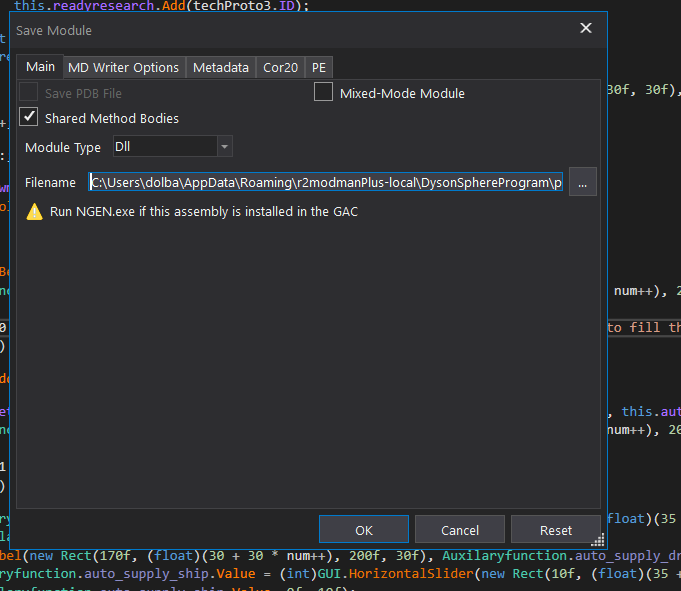 this.readyresearch.Add(techProto3.ID);
Save Module
Main MD Writer Options Metadata Cor20 PE
Save PDB File Mixed-Mode Module
30f, 30f),
Shared Method Bodies
Module Type Dll
Filename C:\Users\dolba\AppData\Roaming\r2modmanPlus-local\DysonSphereProgram\p ...
Run NGEN.exe if this assembly is installed in the GAC
num++), 2
to fill th
, this.aut
num++), 20
OK Cancel Reset
float)(35
bel(new Rect(170f, (float)(30 + 30 * num++), 200f, 30f), Auxilaryfunction.auto_supply_dr
ryfunction.auto_supply_ship.Value = (int)GUI.HorizontalSlider(new Rect(10f, (float)(35 +